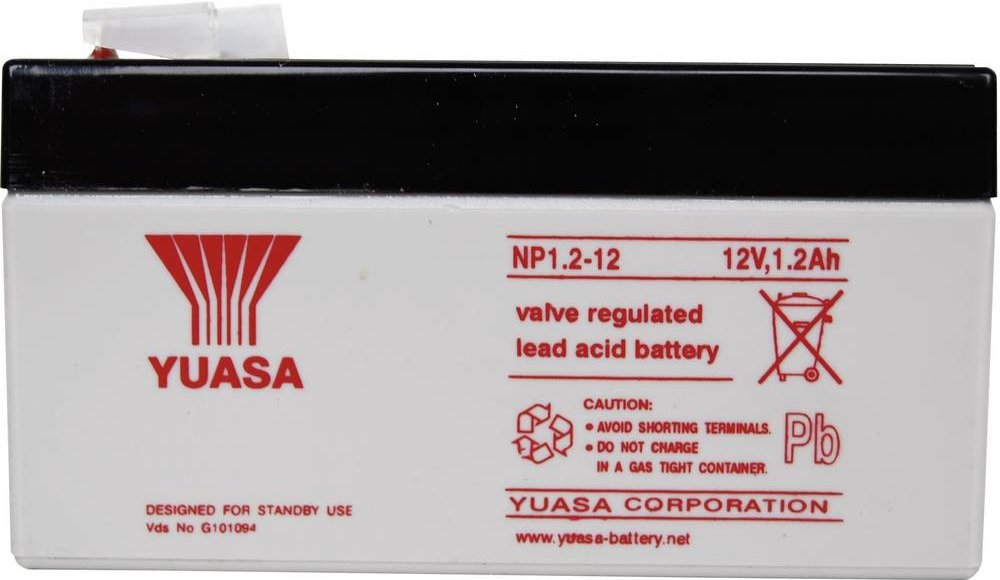 YUASA
DESIGNED FOR STANDBY USE
Vds No G101094
NP1.2-12 12V,1.2Ah
valve regulated
lead acid battery
CAUTION:
• AVOID SHORTING TERMINALS.
• DO NOT CHARGE
IN A GAS TIGHT CONTAINER.
Pb
YUASA CORPORATION
www.yuasa-battery.net